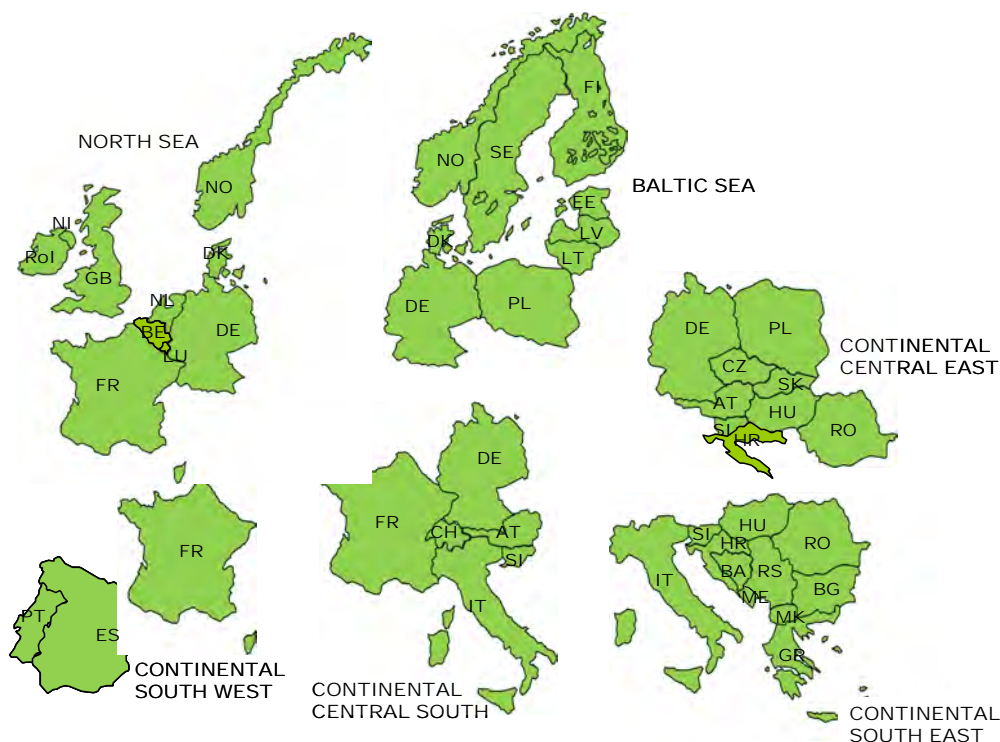 NORTH SEA
NO
NI
RoI
GB
DK
NL
BE
LU
DE
FR
NO
SE
FI
BALTIC SEA
EE
LV
LT
DK
DE
PL
DE
PL
CZ
SK
AT
HU
SI
HR
RO
CONTINENTAL
CENTRAL EAST
FR
PT
ES
CONTINENTAL
SOUTH WEST
DE
FR
CH
AT
SI
IT
CONTINENTAL
CENTRAL SOUTH
HU
SI
HR
RO
IT
BA
RS
ME
BG
MK
GR
CONTINENTAL
SOUTH EAST